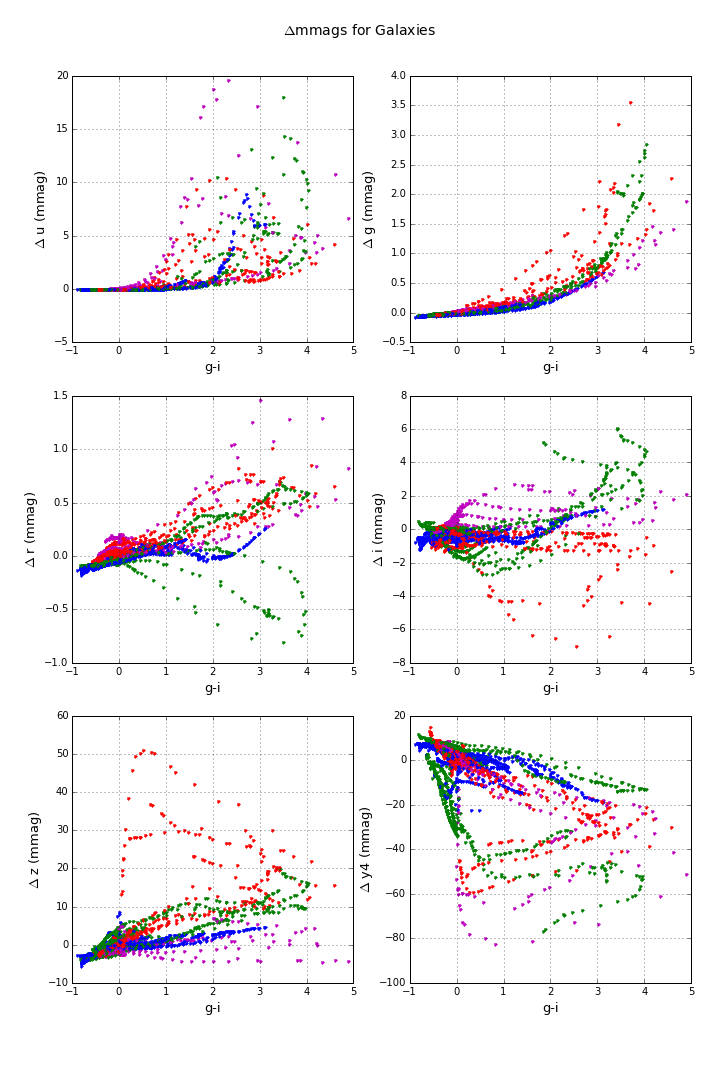 Δmmags for Galaxies
20
15
10
5
0
−5
Δ u (mmag)
−1 0 1 2 3 4 5
g-i
4.0
3.5
3.0
2.5
2.0
1.5
1.0
0.5
0.0
−0.5
Δ g (mmag)
−1 0 1 2 3 4 5
g-i
1.5
1.0
0.5
0.0
−0.5
−1.0
Δ r (mmag)
−1 0 1 2 3 4 5
g-i
8
6
4
2
0
−2
−4
−6
−8
Δ i (mmag)
−1 0 1 2 3 4 5
g-i
60
50
40
30
20
10
0
−10
Δ z (mmag)
−1 0 1 2 3 4 5
g-i
20
0
−20
−40
−60
−80
−100
Δ y4 (mmag)
−1 0 1 2 3 4 5
g-i